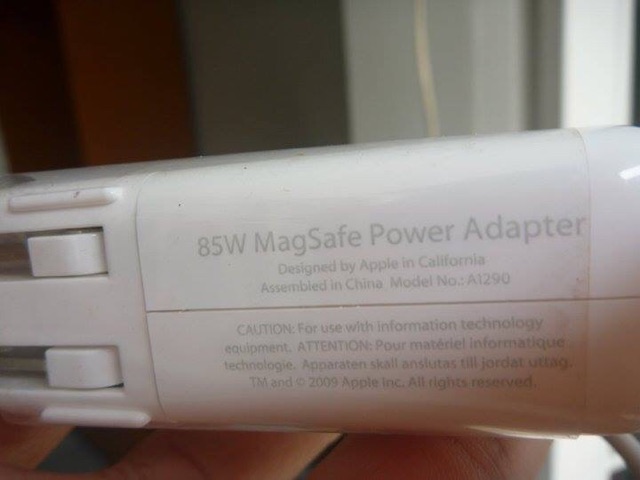 85W MagSafe Power Adapter
Designed by Apple in California
Assembled in China Model No.: A1290
CAUTION: For use with information technology
equipment. ATTENTION: Pour matériel informatique
technologie. Apparaten skall anslutas till jordat uttag.
TM and © 2009 Apple Inc. All rights reserved.